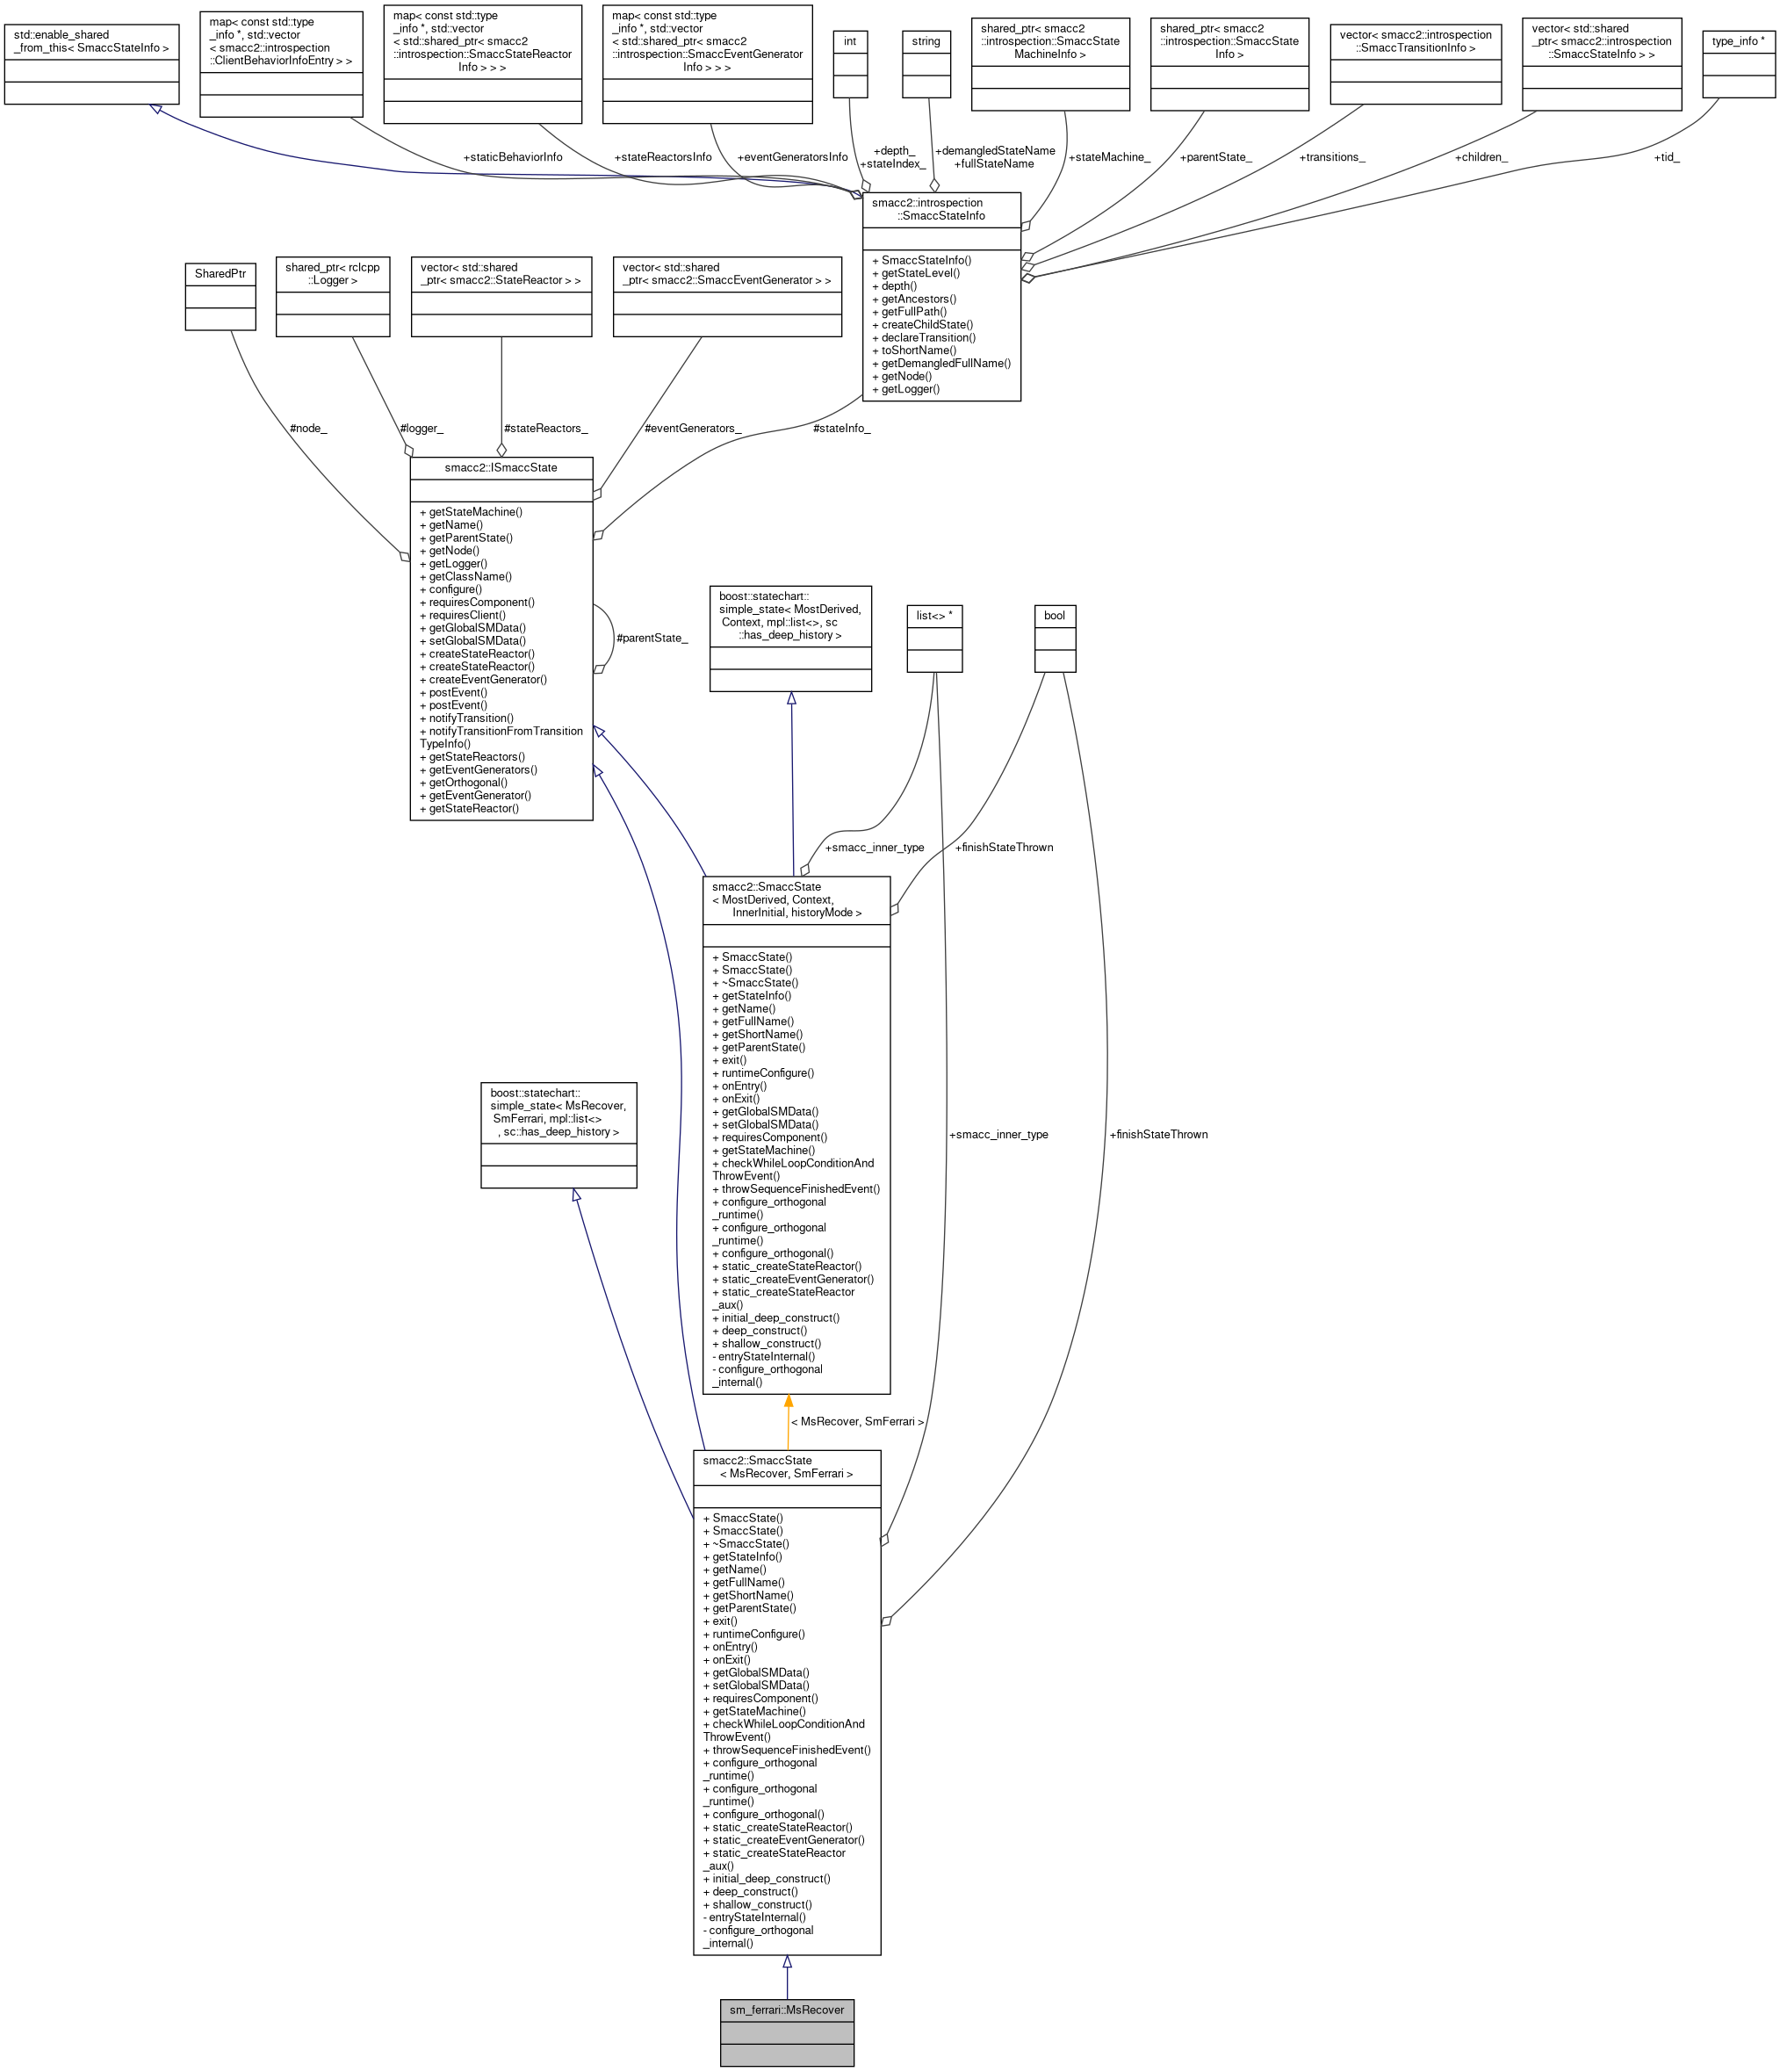 std::enable_shared
_from_this< SmaccStateInfo >
map< const std::type
_info *, std::vector
< smacc2::introspection
::ClientBehaviorInfoEntry > >
map< const std::type
_info *, std::vector
< std::shared_ptr< smacc2
::introspection::SmaccStateReactor
Info > > >
map< const std::type
_info *, std::vector
< std::shared_ptr< smacc2
::introspection::SmaccEventGenerator
Info > > >
int
string
shared_ptr< smacc2
::introspection::SmaccState
MachineInfo >
shared_ptr< smacc2
::introspection::SmaccState
Info >
vector< smacc2::introspection
::SmaccTransitionInfo >
vector< std::shared
_ptr< smacc2::introspection
::SmaccStateInfo > >
type_info *
+staticBehaviorInfo
+stateReactorsInfo
+eventGeneratorsInfo
+depth_
+stateIndex_
+demangledStateName
+fullStateName
+stateMachine_
+parentState_
+transitions_
+children_
+tid_
smacc2::introspection
::SmaccStateInfo
+ SmaccStateInfo()
+ getStateLevel()
+ depth()
+ getAncestors()
+ getFullPath()
+ createChildState()
+ declareTransition()
+ toShortName()
+ getDemangledFullName()
+ getNode()
+ getLogger()
SharedPtr
shared_ptr< rclcpp
::Logger >
vector< std::shared
_ptr< smacc2::StateReactor > >
vector< std::shared
_ptr< smacc2::SmaccEventGenerator > >
#node_
#logger_
#stateReactors_
#eventGenerators_
#stateInfo_
smacc2::ISmaccState
+ getStateMachine()
+ getName()
+ getParentState()
+ getNode()
+ getLogger()
+ getClassName()
+ configure()
+ requiresComponent()
+ requiresClient()
+ getGlobalSMData()
+ setGlobalSMData()
+ createStateReactor()
+ createStateReactor()
+ createEventGenerator()
+ postEvent()
+ postEvent()
+ notifyTransition()
+ notifyTransitionFromTransition
TypeInfo()
+ getStateReactors()
+ getEventGenerators()
+ getOrthogonal()
+ getEventGenerator()
+ getStateReactor()
#parentState_
boost::statechart::
simple_state< MostDerived,
Context, mpl::list<>, sc
::has_deep_history >
list<> *
bool
+smacc_inner_type
+finishStateThrown
smacc2::SmaccState
< MostDerived, Context,
InnerInitial, historyMode >
+ SmaccState()
+ SmaccState()
+ ~SmaccState()
+ getStateInfo()
+ getName()
+ getFullName()
+ getShortName()
+ getParentState()
+ exit()
+ runtimeConfigure()
+ onEntry()
+ onExit()
+ getGlobalSMData()
+ setGlobalSMData()
+ requiresComponent()
+ getStateMachine()
+ checkWhileLoopConditionAnd
ThrowEvent()
+ throwSequenceFinishedEvent()
+ configure_orthogonal
_runtime()
+ configure_orthogonal
_runtime()
+ configure_orthogonal()
+ static_createStateReactor()
+ static_createEventGenerator()
+ static_createStateReactor
_aux()
+ initial_deep_construct()
+ deep_construct()
+ shallow_construct()
- entryStateInternal()
- configure_orthogonal
_internal()
boost::statechart::
simple_state< MsRecover,
SmFerrari, mpl::list<>
, sc::has_deep_history >
+smacc_inner_type
+finishStateThrown
< MsRecover, SmFerrari >
smacc2::SmaccState
< MsRecover, SmFerrari >
+ SmaccState()
+ SmaccState()
+ ~SmaccState()
+ getStateInfo()
+ getName()
+ getFullName()
+ getShortName()
+ getParentState()
+ exit()
+ runtimeConfigure()
+ onEntry()
+ onExit()
+ getGlobalSMData()
+ setGlobalSMData()
+ requiresComponent()
+ getStateMachine()
+ checkWhileLoopConditionAnd
ThrowEvent()
+ throwSequenceFinishedEvent()
+ configure_orthogonal
_runtime()
+ configure_orthogonal
_runtime()
+ configure_orthogonal()
+ static_createStateReactor()
+ static_createEventGenerator()
+ static_createStateReactor
_aux()
+ initial_deep_construct()
+ deep_construct()
+ shallow_construct()
- entryStateInternal()
- configure_orthogonal
_internal()
sm_ferrari::MsRecover